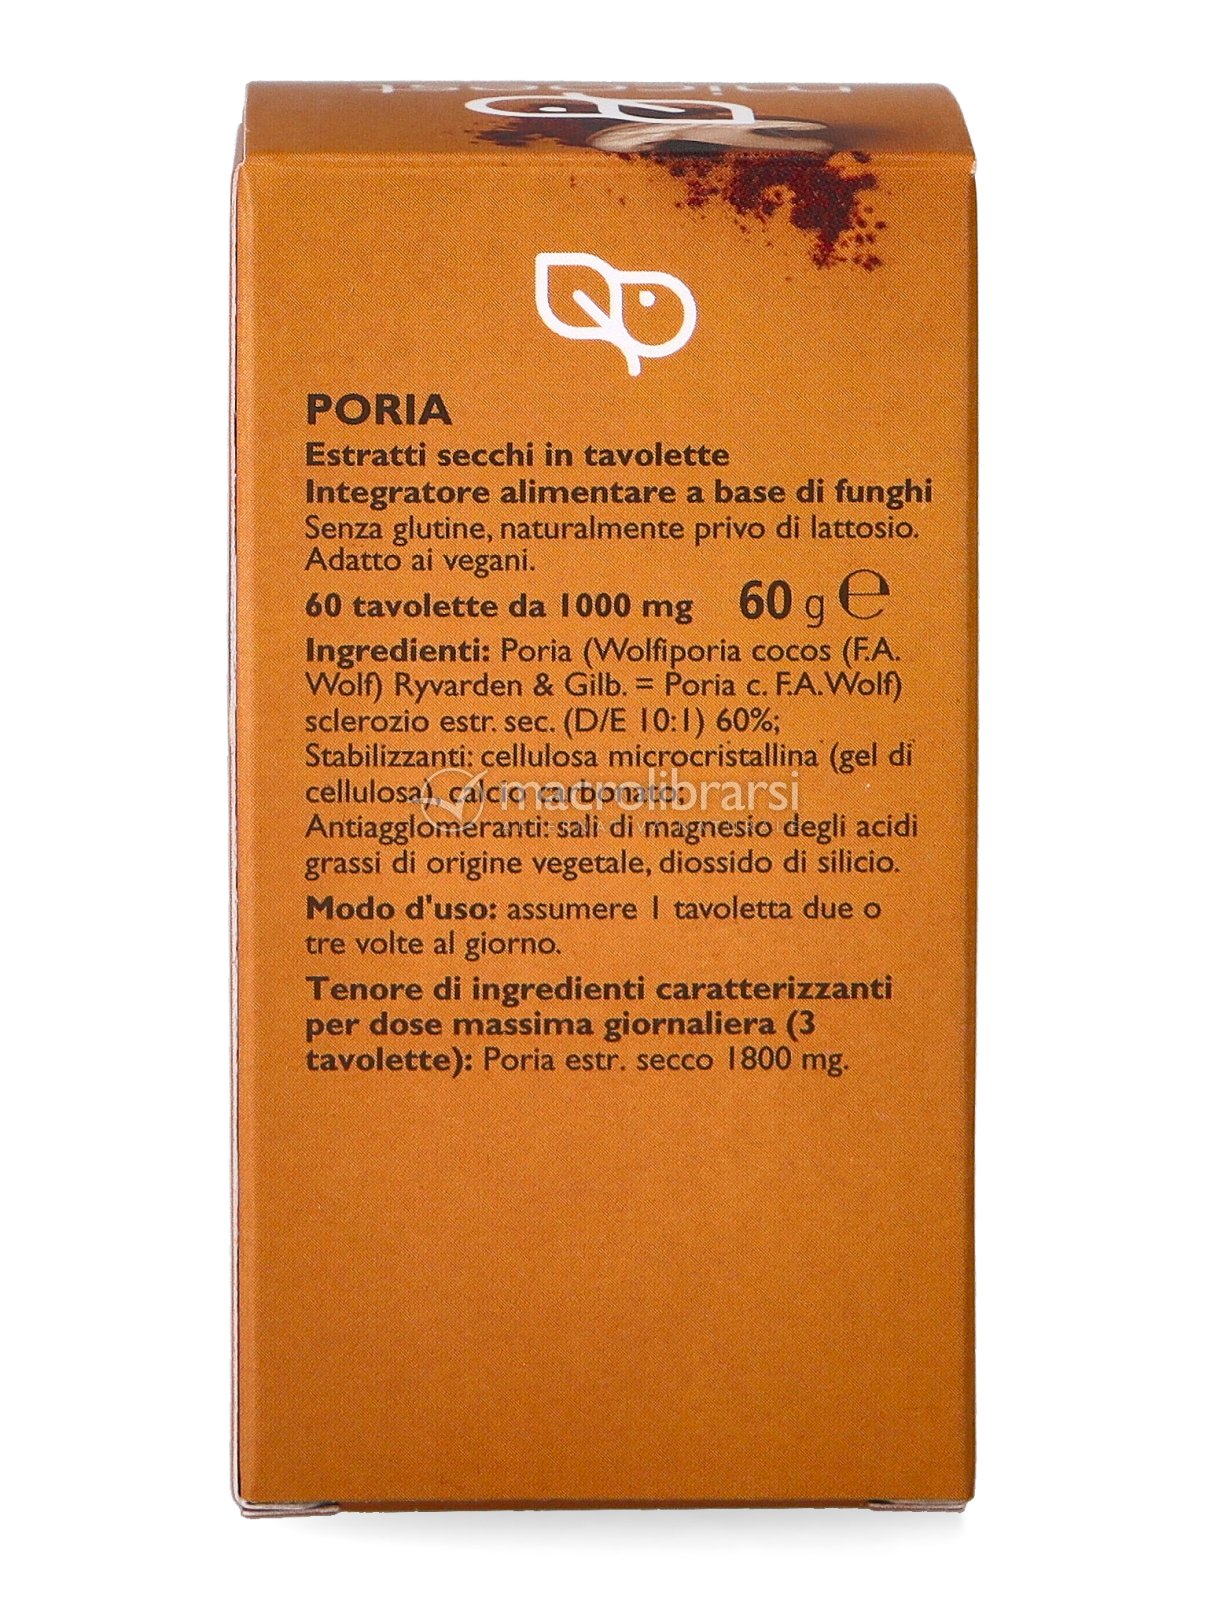 PORIA
Estratti secchi in tavolette
Integratore alimentare a base di funghi
Senza glutine, naturalmente privo di lattosio.
Adatto ai vegani.
60 tavolette da 1000 mg 60 g ℮
Ingredienti: Poria (Wolfiporia cocos (F.A.
Wolf) Ryvarden & Gilb. = Poria c. F.A. Wolf)
sclerozio estr. sec. (D/E 10:1) 60%;
Stabilizzanti: cellulosa microcristallina (gel di
cellulosa), calcio carbonato;
macrolibrarsi
Antiagglomeranti: sali di magnesio degli acidi
grassi di origine vegetale, diossido di silicio.
Modo d'uso: assumere 1 tavoletta due o
tre volte al giorno.
Tenore di ingredienti caratterizzanti
per dose massima giornaliera (3
tavolette): Poria estr. secco 1800 mg.